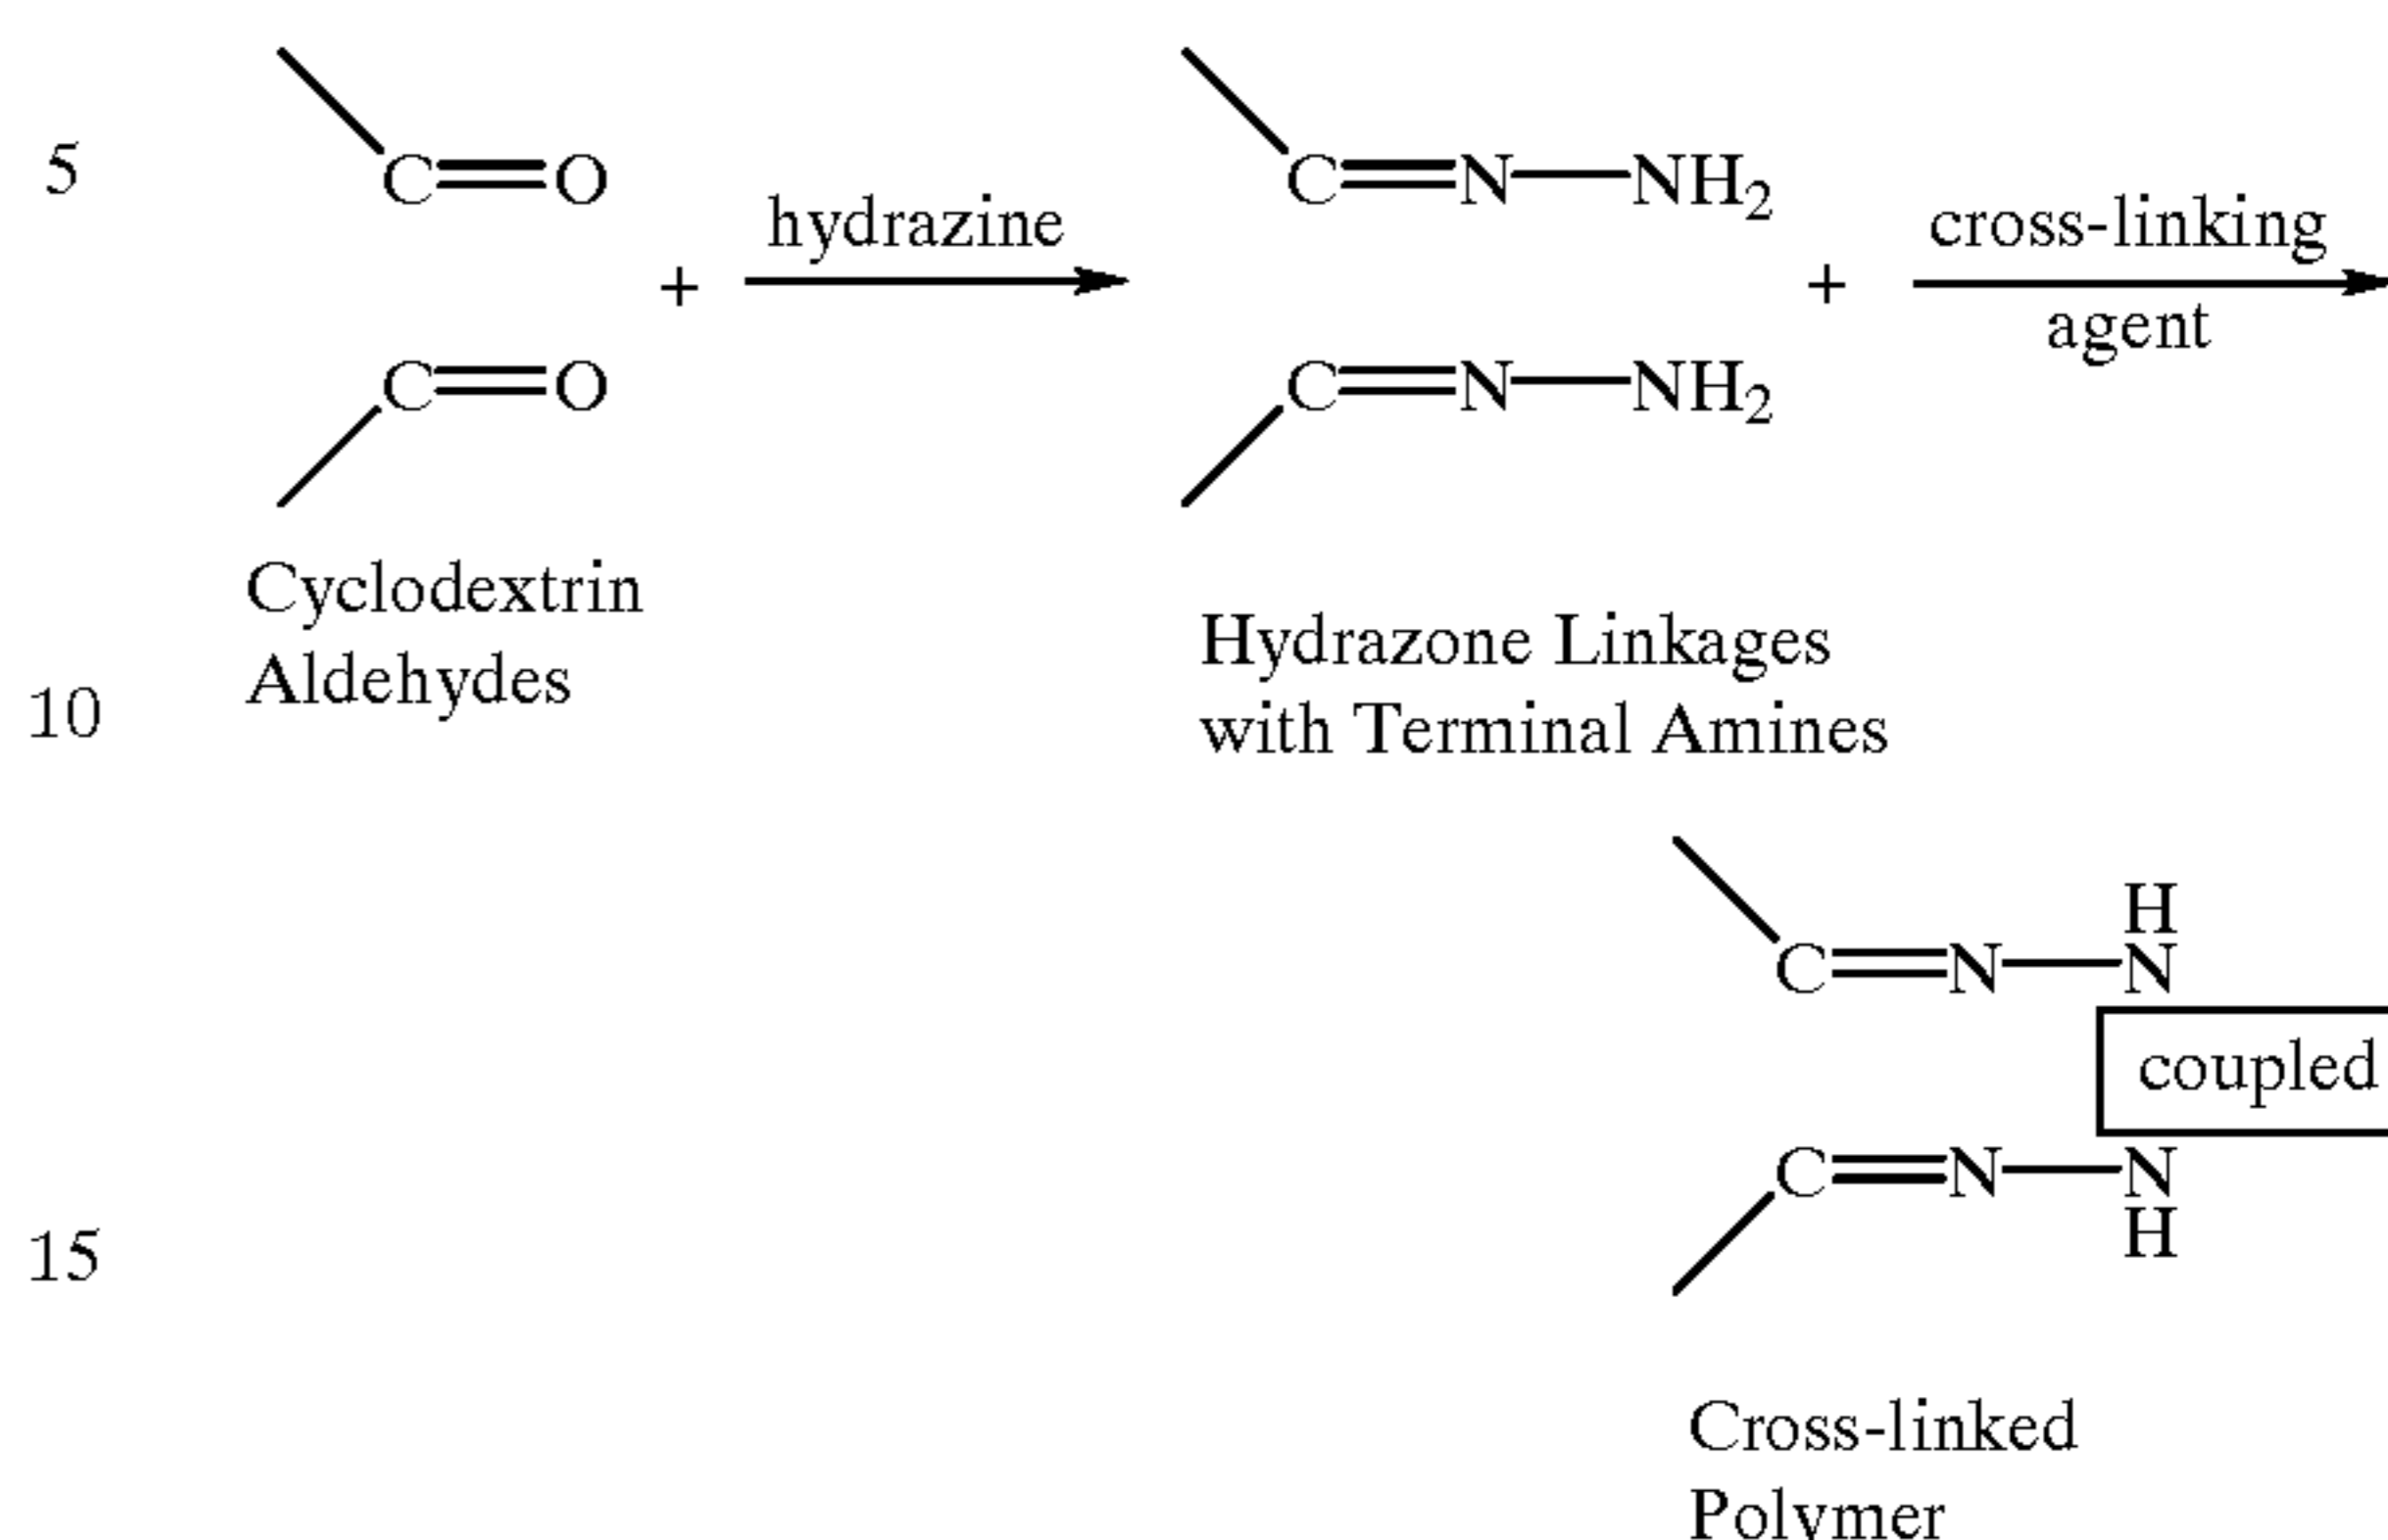 5
C=O
hydrazine
+
C=O
C=N—NH₂
+
cross-linking
agent
C=N—NH₂
Cyclodextrin
Aldehydes
10
Hydrazone Linkages
with Terminal Amines
H
C=N—N
coupled
C=N—N
H
15
Cross-linked
Polymer